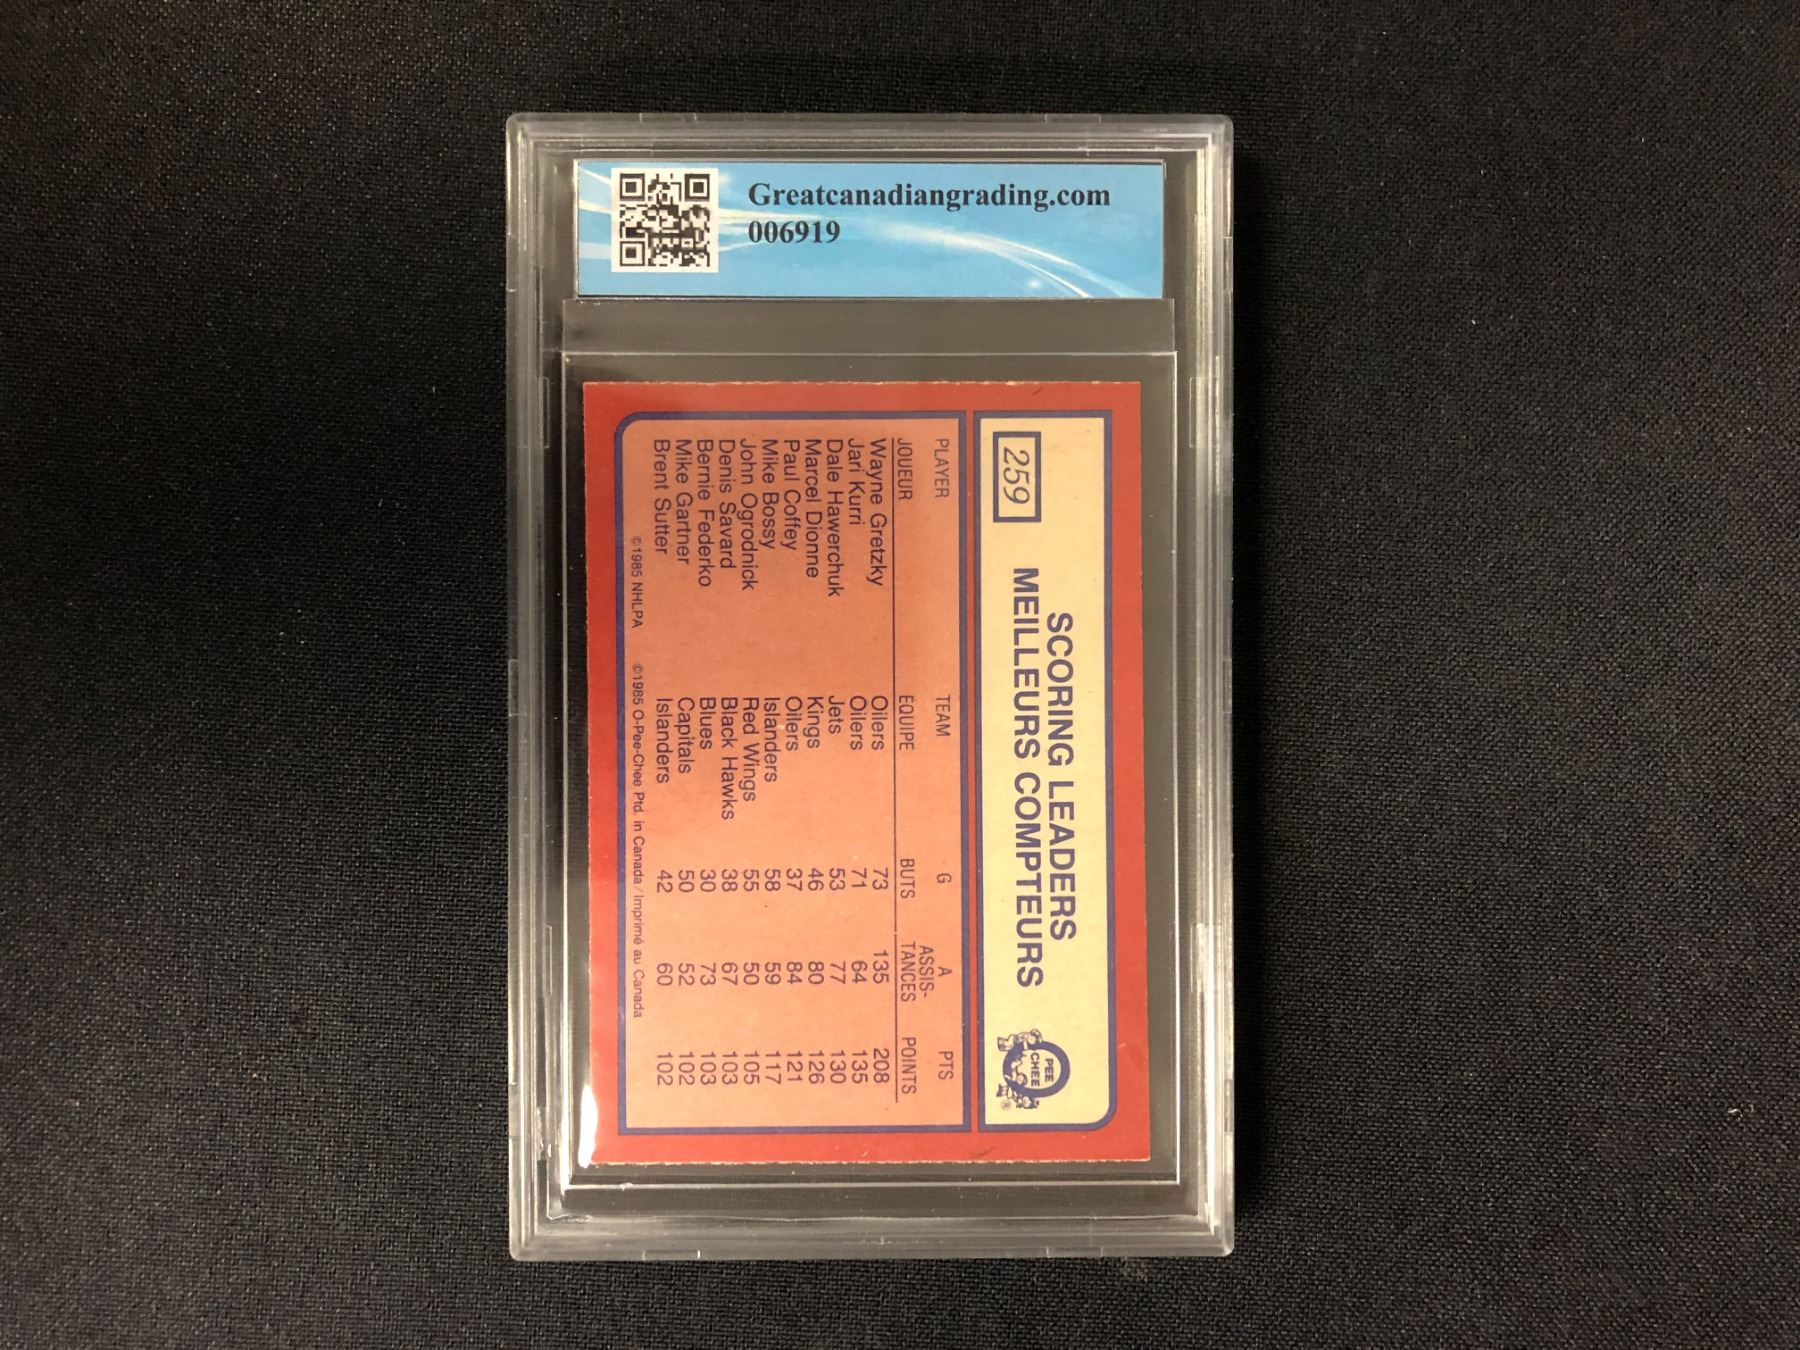 Greatcanadiangrading.com
006919
259
SCORING LEADERS
MEILLEURS COMPTEURS
PEE
CHEE
®
PLAYER TEAM G A PTS
JOUEUR ÉQUIPE BUTS ASSIS-TANCES POINTS
Wayne Gretzky Oilers 73 135 208
Jari Kurri Oilers 71 64 135
Dale Hawerchuk Jets 53 77 130
Marcel Dionne Kings 46 80 126
Paul Coffey Oilers 37 84 121
Mike Bossy Islanders 58 59 117
John Ogrodnick Red Wings 55 50 105
Denis Savard Black Hawks 38 67 103
Bernie Federko Blues 30 73 103
Mike Gartner Capitals 50 52 102
Brent Sutter Islanders 42 60 102
©1985 NHLPA ©1985 O-Pee-Chee Ptd. in Canada/Imprimé au Canada